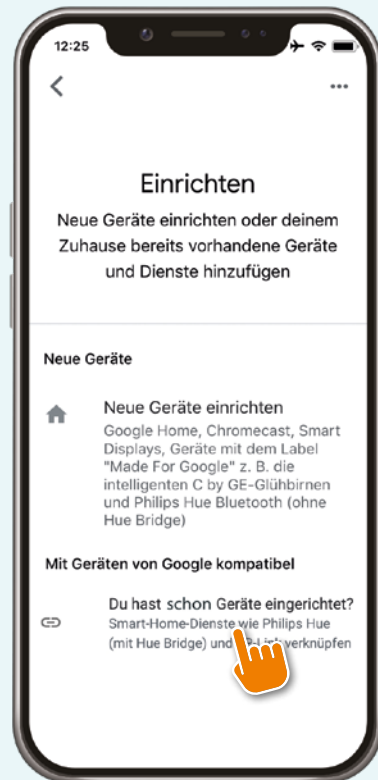 12:25
Einrichten
Neue Geräte einrichten oder deinem
Zuhause bereits vorhandene Geräte
und Dienste hinzufügen
Neue Geräte
Neue Geräte einrichten
Google Home, Chromecast, Smart
Displays, Geräte mit dem Label
"Made For Google" z. B. die
intelligenten C by GE-Glühbirnen
und Philips Hue Bluetooth (ohne
Hue Bridge)
Mit Geräten von Google kompatibel
Du hast schon Geräte eingerichtet?
Smart-Home-Dienste wie Philips Hue
(mit Hue Bridge) und verknüpfen